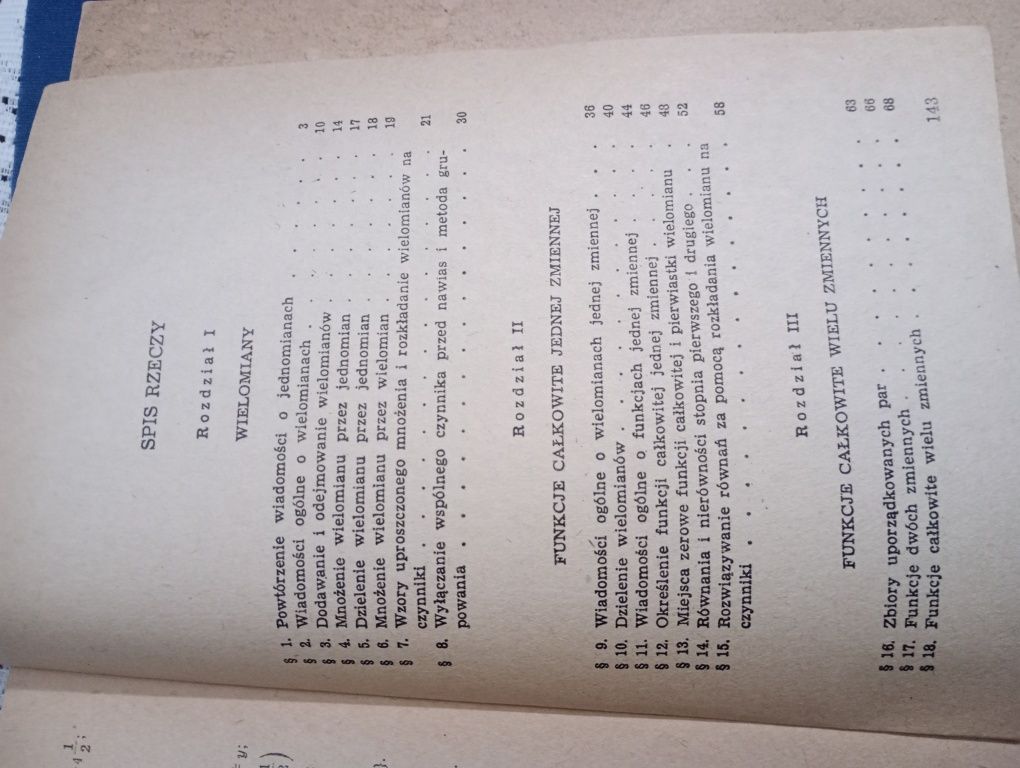 SPIS RZECZY
Rozdział I
WIELOMIANY
§ 1. Powtórzenie wiadomości o jednomianach . . . . . . 3
§ 2. Wiadomości ogólne o wielomianach . . . . . . . 10
§ 3. Dodawanie i odejmowanie wielomianów . . . . . . 14
§ 4. Mnożenie wielomianu przez jednomian . . . . . . 17
§ 5. Dzielenie wielomianu przez jednomian . . . . . . 18
§ 6. Mnożenie wielomianu przez wielomian . . . . . . 19
§ 7. Wzory uproszczonego mnożenia i rozkładanie wielomianów na
czynniki . . . . . . . . . . . . . . 21
§ 8. Wyłączanie wspólnego czynnika przed nawias i metoda gru-
powania . . . . . . . . . . . . . . 30
Rozdział II
FUNKCJE CAŁKOWITE JEDNEJ ZMIENNEJ
§ 9. Wiadomości ogólne o wielomianach jednej zmiennej . . . 36
§ 10. Dzielenie wielomianów . . . . . . . . . . 40
§ 11. Wiadomości ogólne o funkcjach jednej zmiennej . . . . 44
§ 12. Określenie funkcji całkowitej jednej zmiennej . . . . 46
§ 13. Miejsca zerowe funkcji całkowitej i pierwiastki wielomianu . 48
§ 14. Równania i nierówności stopnia pierwszego i drugiego . . . 52
§ 15. Rozwiązywanie równań za pomocą rozkładania wielomianu na
czynniki . . . . . . . . . . . . . . 58
Rozdział III
FUNKCJE CAŁKOWITE WIELU ZMIENNYCH
§ 16. Zbiory uporządkowanych par . . . . . . . . . 63
§ 17. Funkcje dwóch zmiennych . . . . . . . . . . 66
§ 18. Funkcje całkowite wielu zmiennych . . . . . . . 68
143